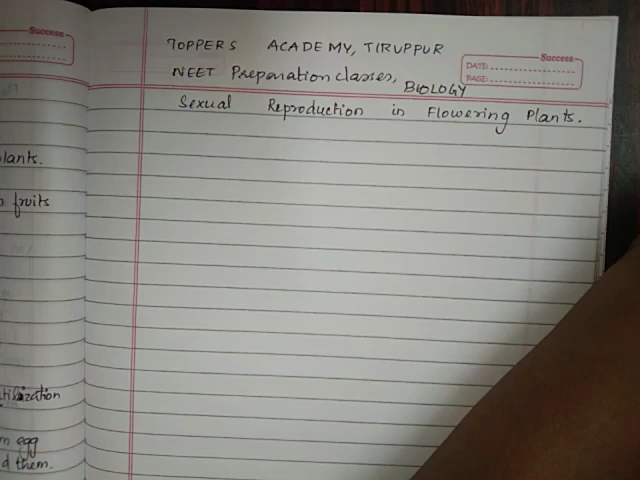 Success
TOPPERS ACADEMY, TIRUPPUR
NEET Preparation classes, BIOLOGY
Success
DATE:
PAGE:
Sexual Reproduction in Flowering Plants.
lants.
fruits
tilization
egg
d them.